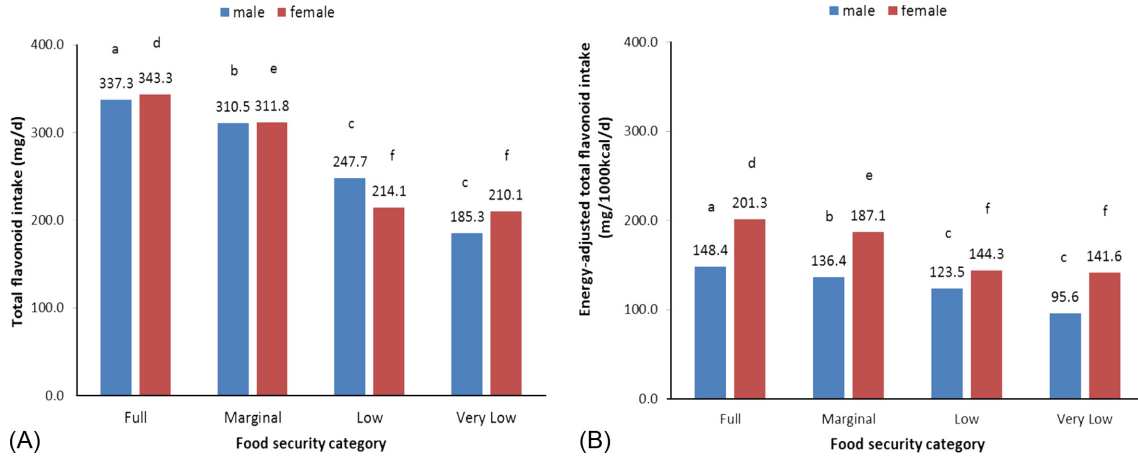 male female
Total flavonoid intake (mg/d)
400.0
300.0
200.0
100.0
0.0
a d
337.3 343.3
b e
310.5 311.8
c f
247.7 214.1
c f
185.3 210.1
Full Marginal Low Very Low
Food security category
(A)
male female
Energy-adjusted total flavonoid intake
(mg/1000kcal/d)
400.0
300.0
200.0
100.0
0.0
a d
148.4 201.3
b e
136.4 187.1
c f
123.5 144.3
c f
95.6 141.6
Full Marginal Low Very Low
Food security category
(B)